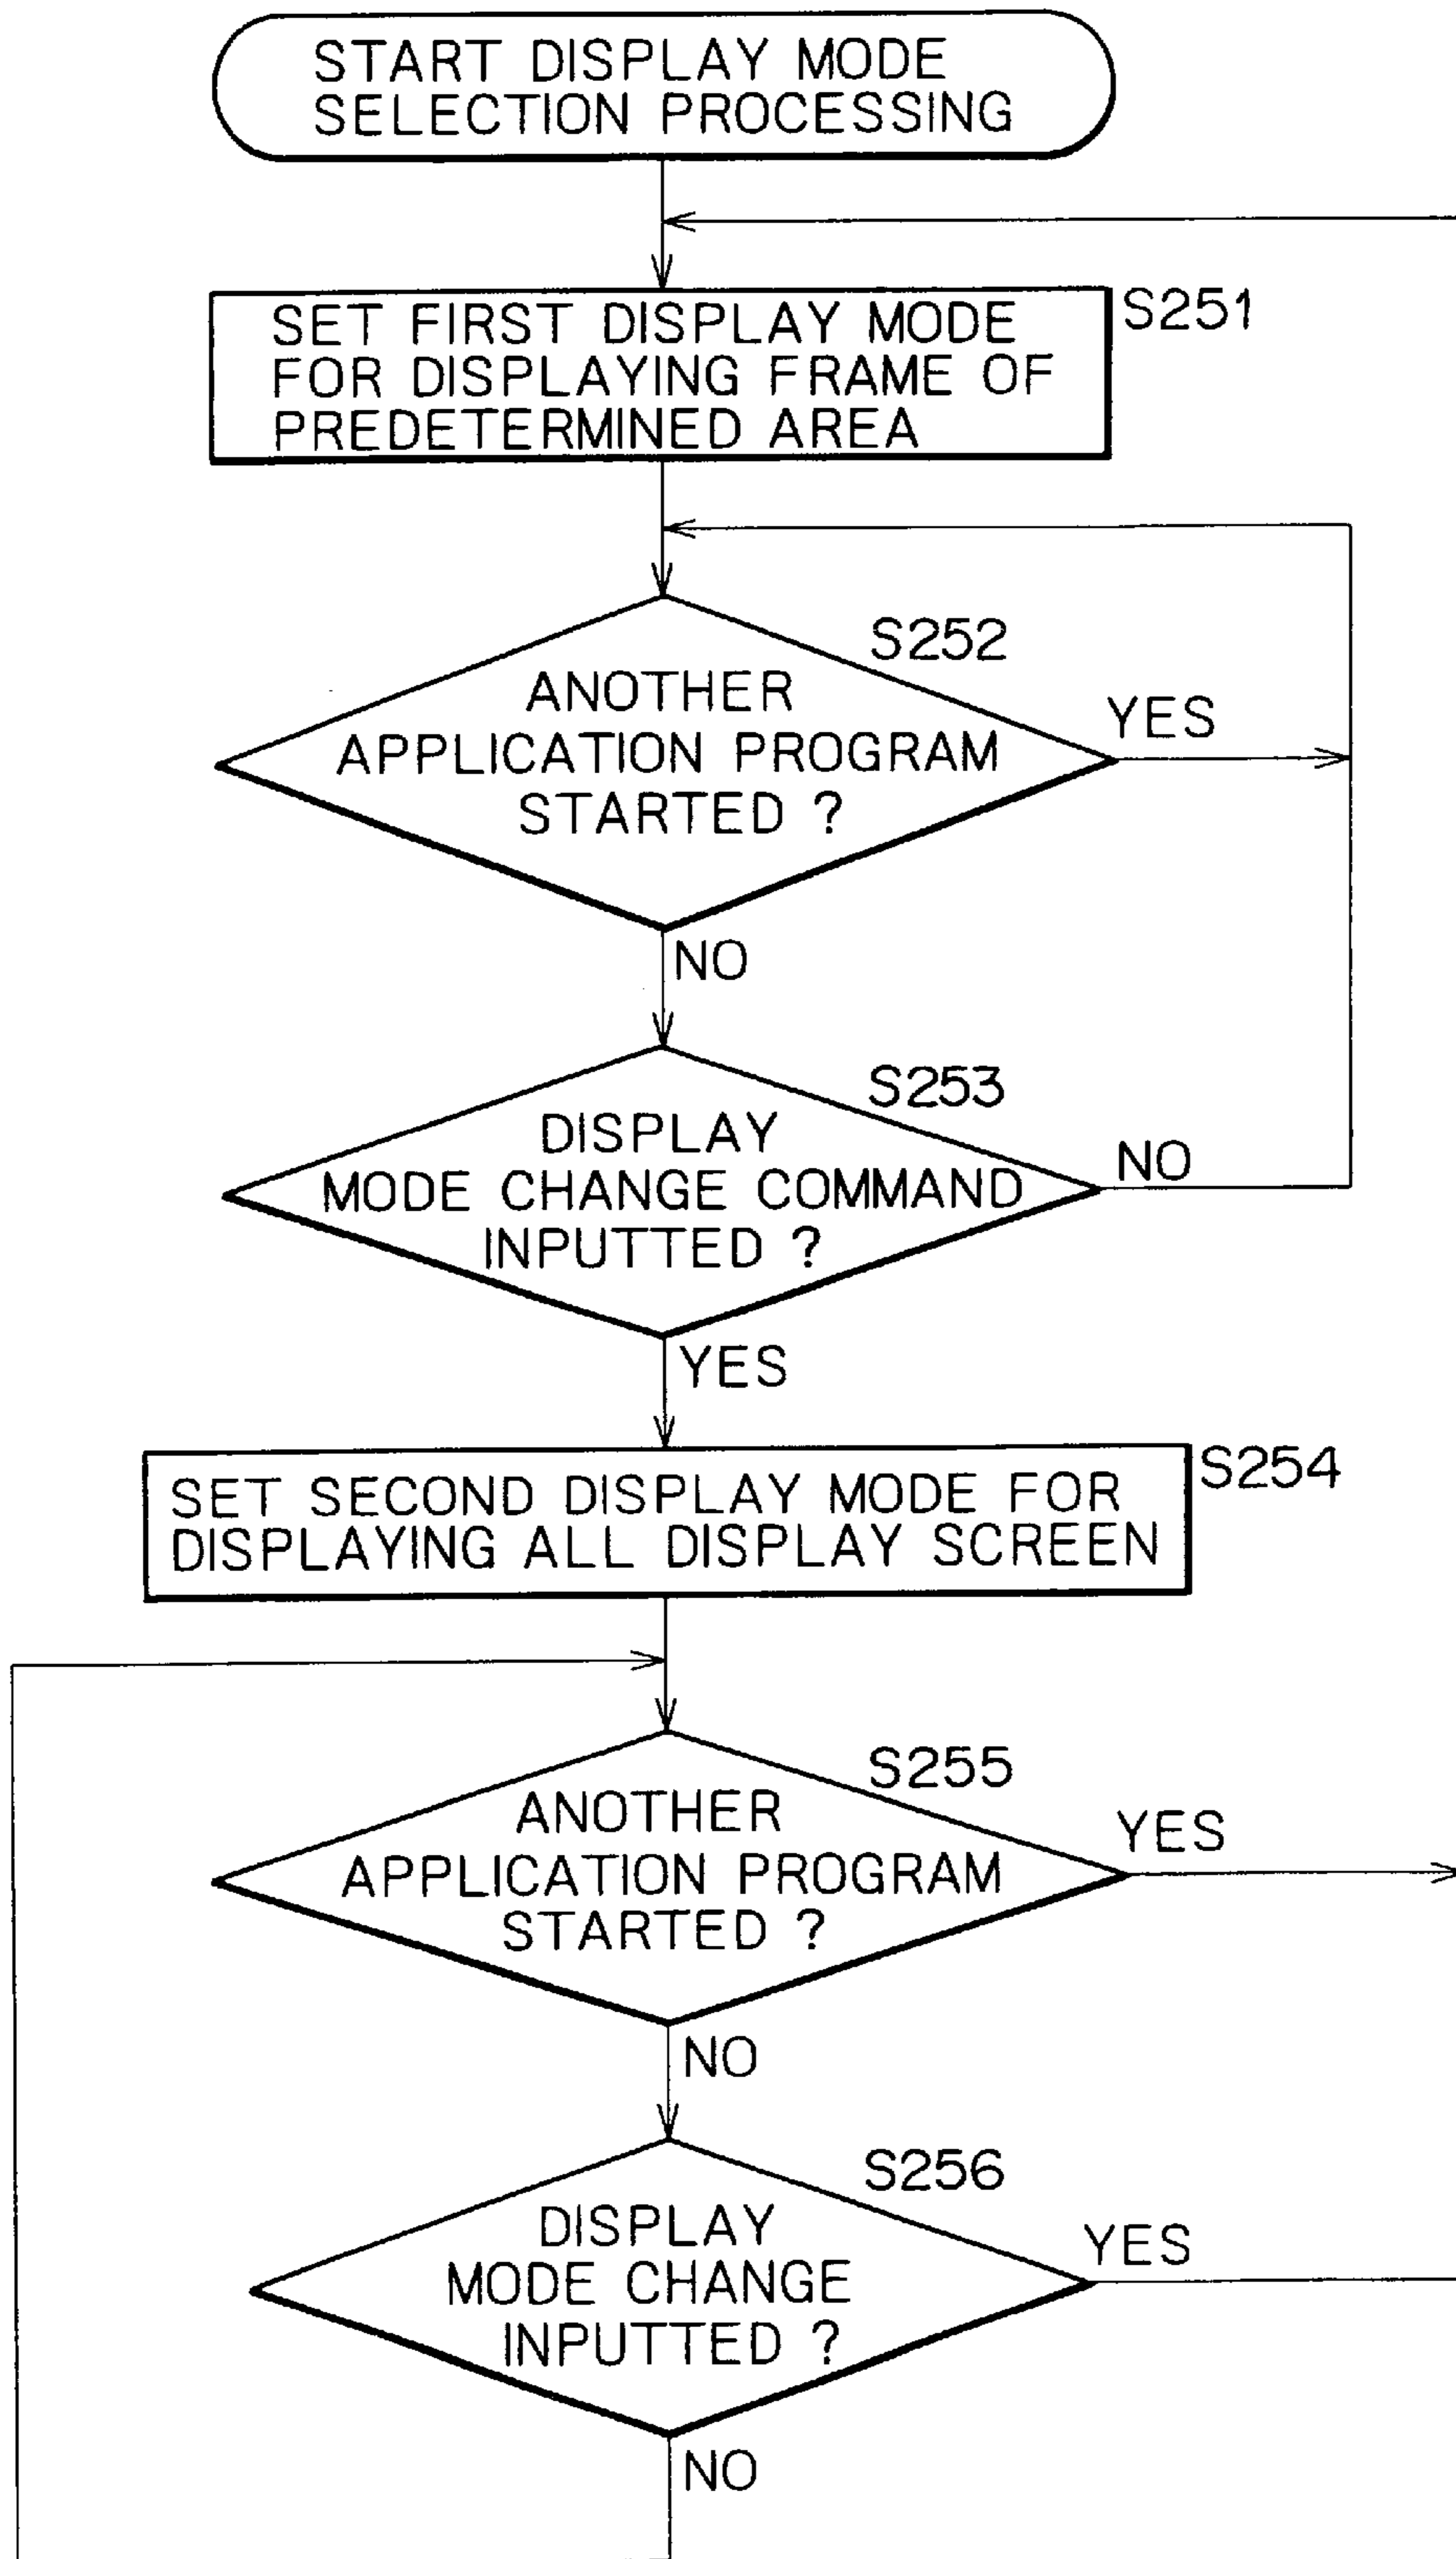 START DISPLAY MODE
SELECTION PROCESSING
SET FIRST DISPLAY MODE
FOR DISPLAYING FRAME OF
PREDETERMINED AREA
S251
S252
ANOTHER
APPLICATION PROGRAM
STARTED ?
YES
NO
S253
DISPLAY
MODE CHANGE COMMAND
INPUTTED ?
NO
YES
SET SECOND DISPLAY MODE FOR
DISPLAYING ALL DISPLAY SCREEN
S254
S255
ANOTHER
APPLICATION PROGRAM
STARTED ?
YES
NO
S256
DISPLAY
MODE CHANGE
INPUTTED ?
YES
NO